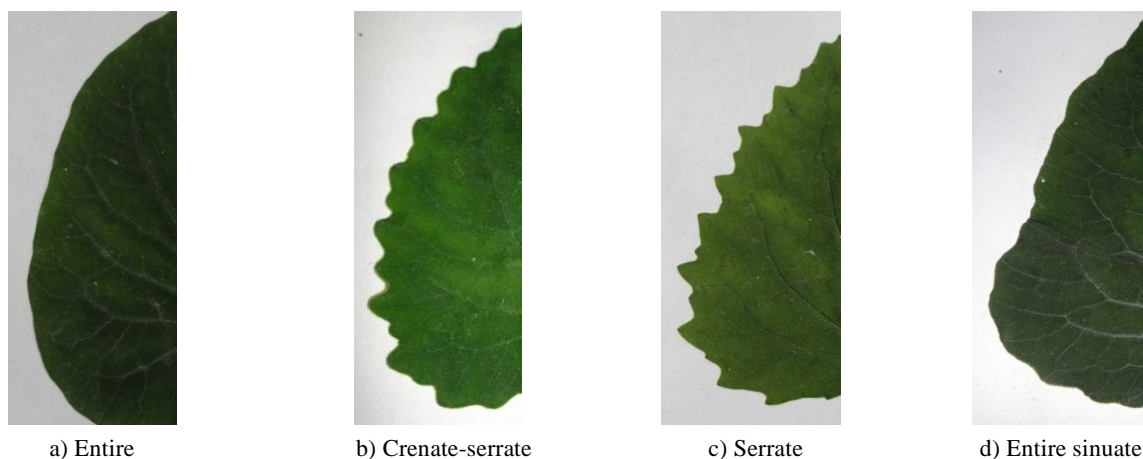 a) Entire
b) Crenate-serrate
c) Serrate
d) Entire sinuate